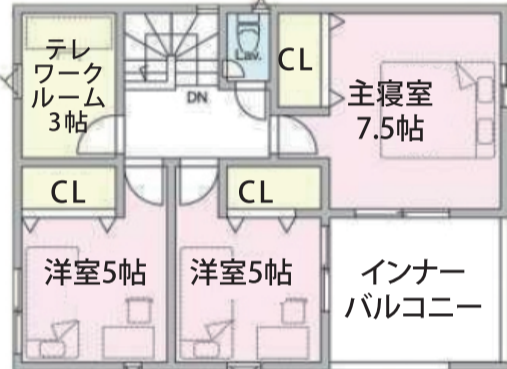 テレ
ワーク
ルーム
3帖
Lav.
CL
DN
主寝室
7.5帖
CL
CL
洋室5帖
洋室5帖
インナー
バルコニー